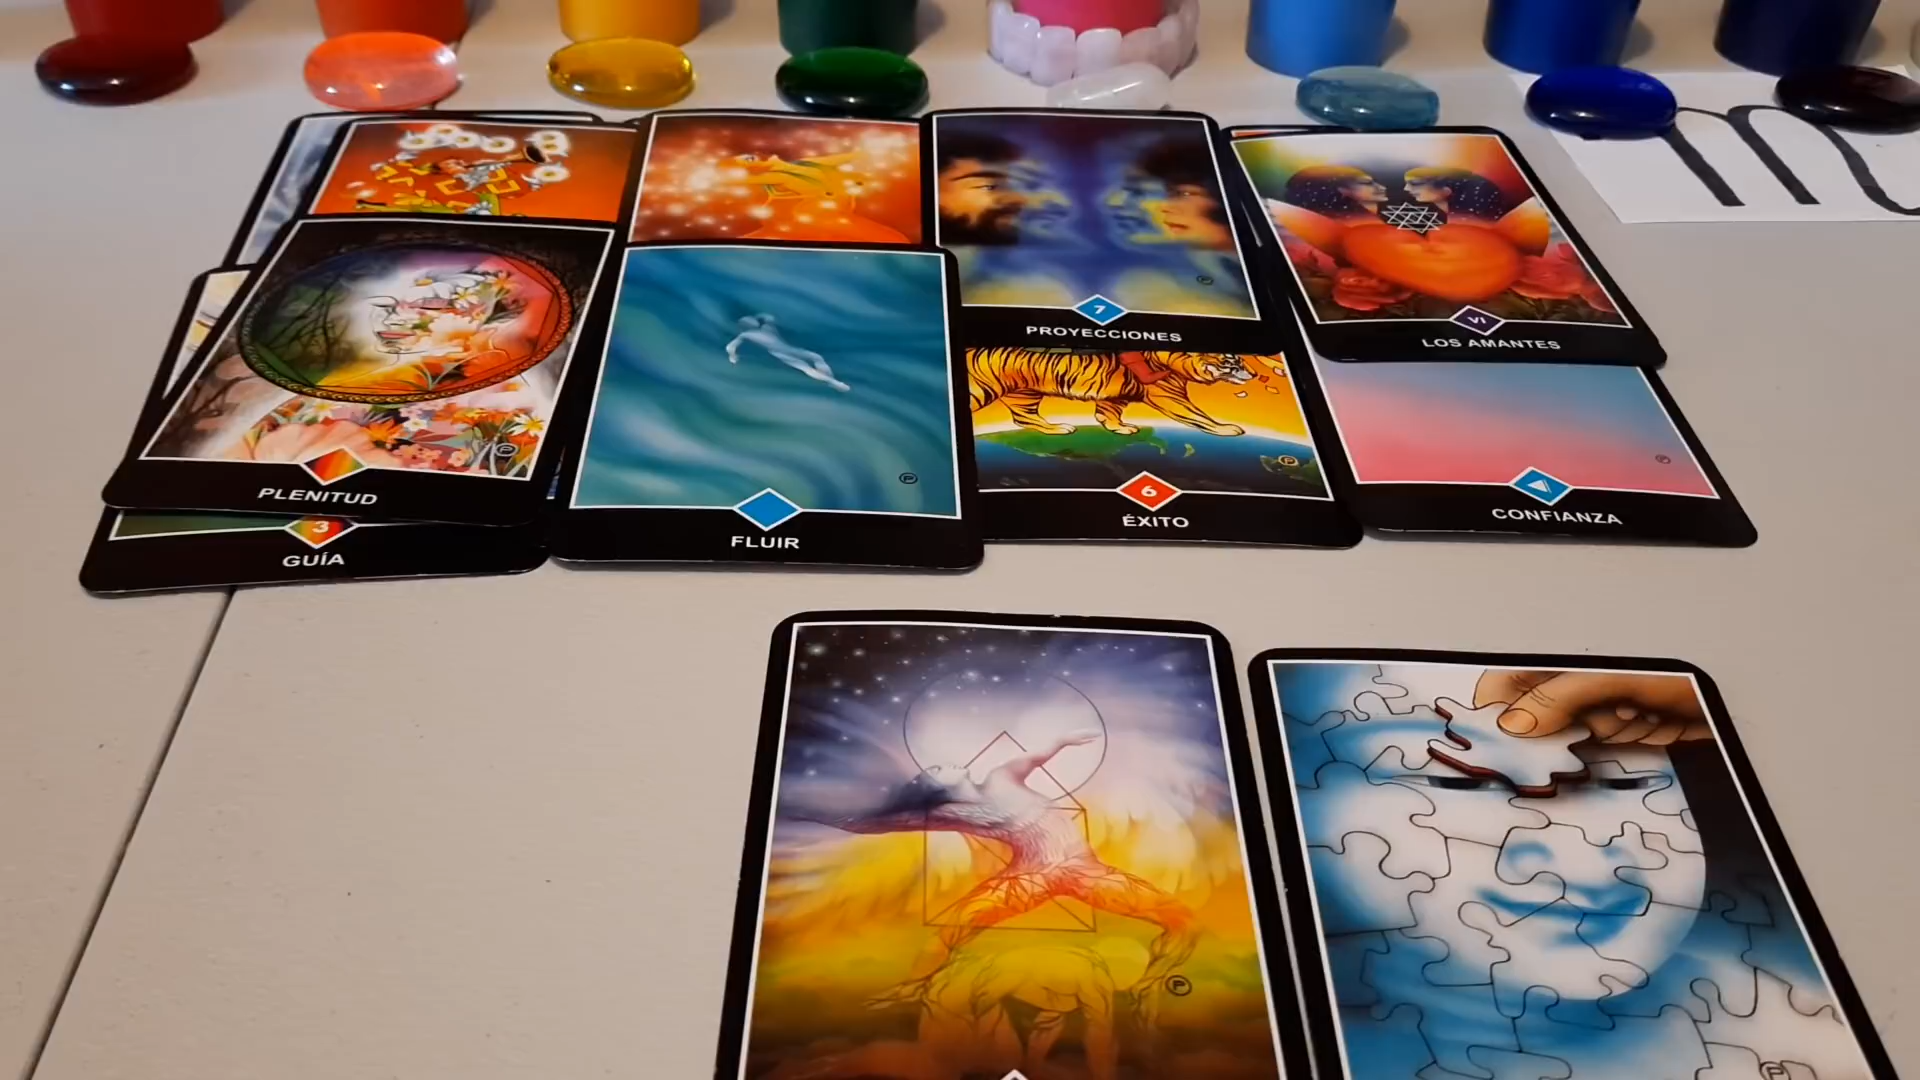 PROYECCIONES
7
LOS AMANTES
VI
PLENITUD
3
GUÍA
FLUIR
6
ÉXITO
CONFIANZA